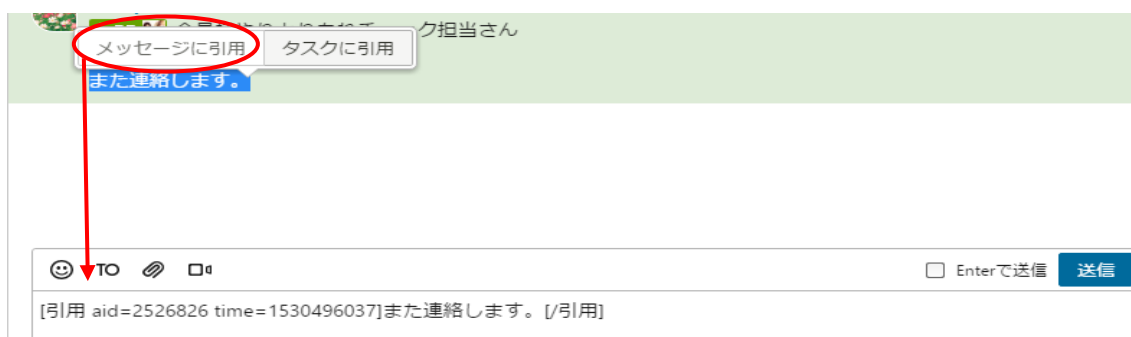 ク担当さん
メッセージに引用 タスクに引用
また連絡します。
TO Enterで送信 送信
[引用 aid=2526826 time=1530496037]また連絡します。[/引用]